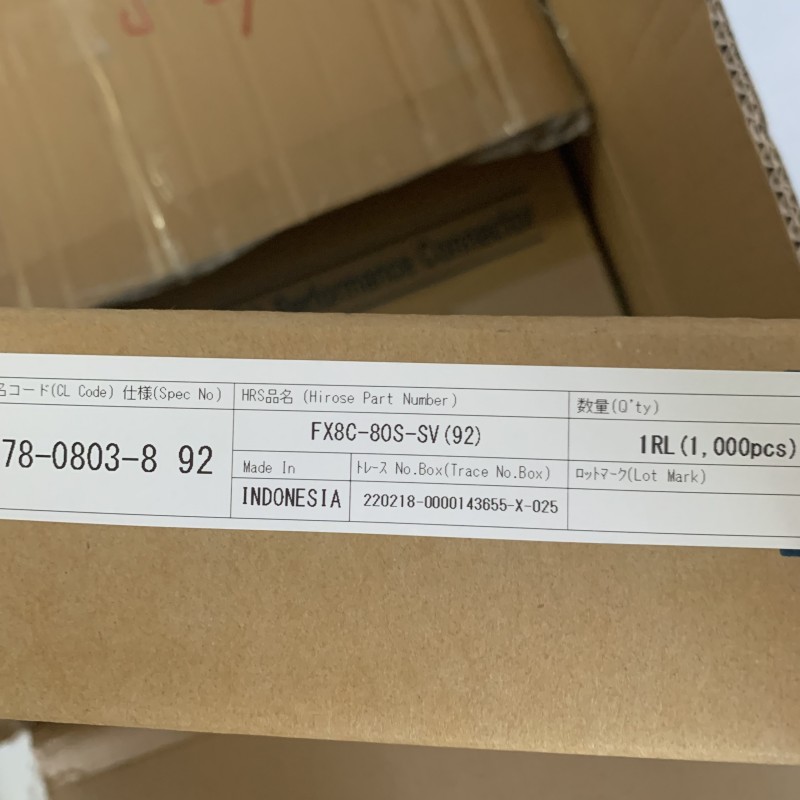 Performance Connector
名コード(CL Code) 仕様(Spec No)
HRS品名 (Hirose Part Number)
数量(Q'ty)
78-0803-8 92
FX8C-80S-SV(92)
1RL(1,000pcs)
Made In
トレース No.Box(Trace No.Box)
ロットマーク(Lot Mark)
INDONESIA
220218-0000143655-X-025